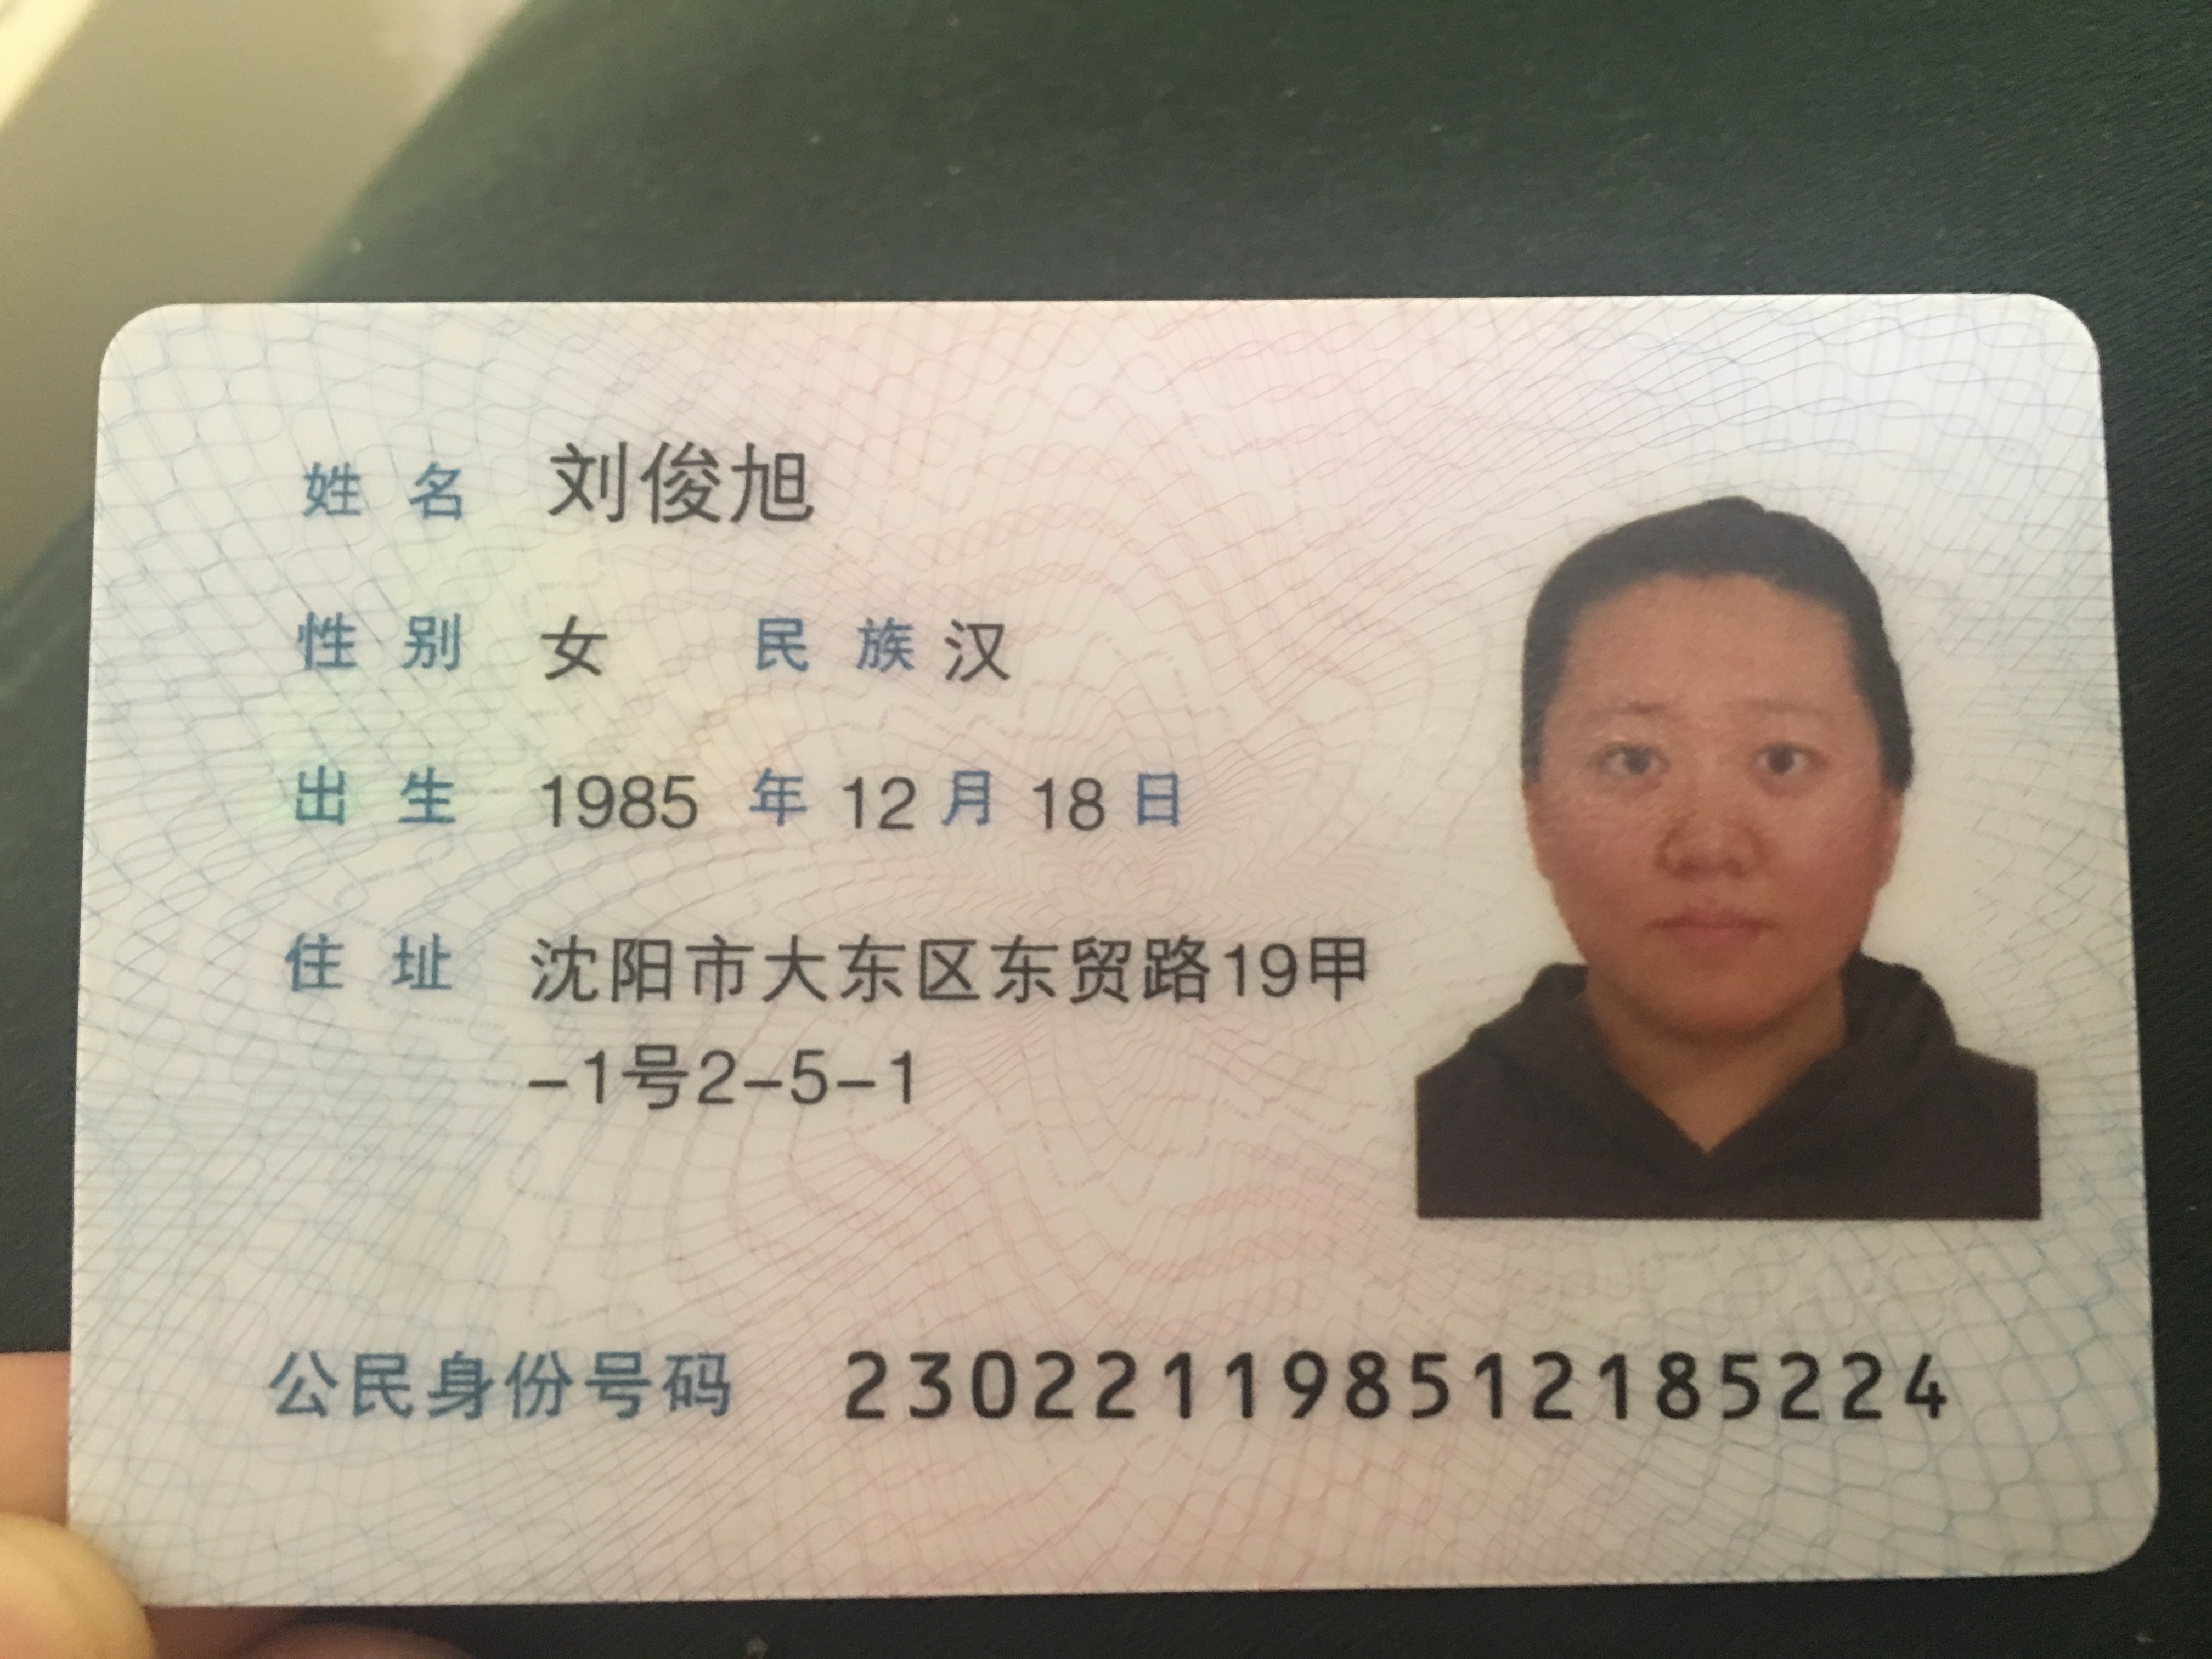 姓名 刘俊旭
性别 女 民族 汉
出生 1985 年 12 月 18 日
住址 沈阳市大东区东贸路19甲
-1号2-5-1
公民身份号码 230221198512185224